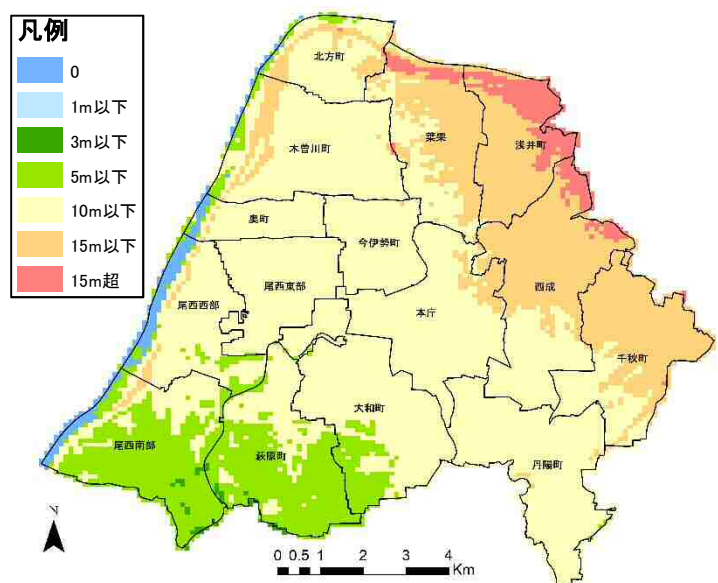 凡例
0
1m以下
3m以下
5m以下
10m以下
15m以下
15m超
北方町
葉栗
浅井町
木曽川町
奥町
今伊勢町
尾西東部
尾西西部
本庁
西成
千秋町
大和町
尾西南部
萩原町
丹陽町
N
0 0.5 1 2 3 4
Km